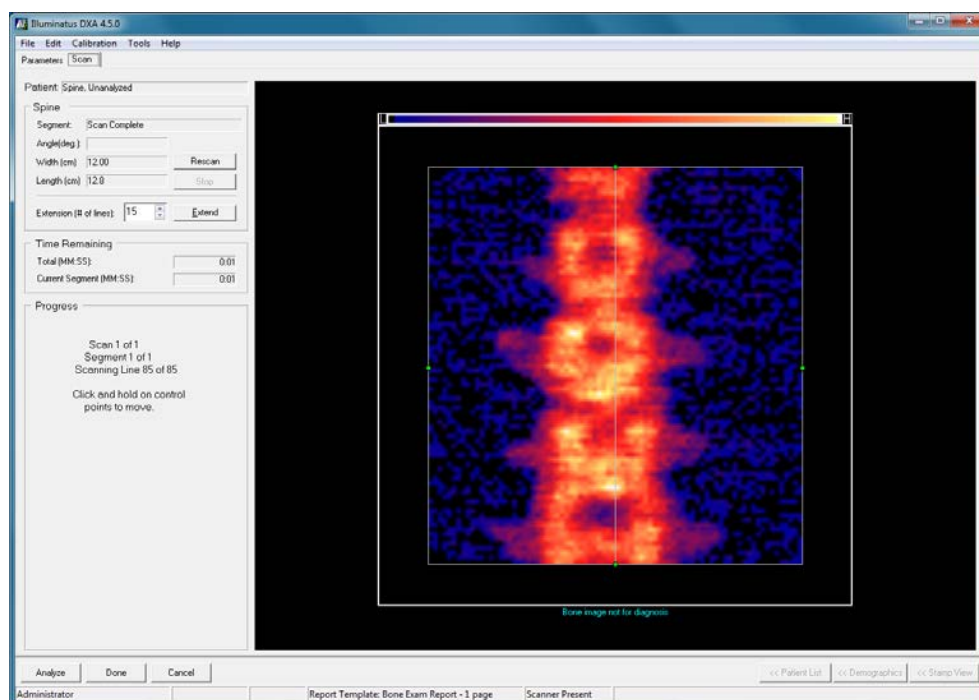 Illuminatus DXA 4.5.0
File Edit Calibration Tools Help
Parameters Scan
Patient Spine, Unanalyzed
Spine
Segment: Scan Complete
Angle(deg.):
Width (cm) 12.00 Rescan
Length (cm) 12.8 Stop
Extension (# of lines): 15 Extend
Time Remaining
Total (MM:SS): 0:01
Current Segment (MM:SS): 0:01
Progress
Scan 1 of 1
Segment 1 of 1
Scanning Line 85 of 85
Click and hold on control
points to move.
L H
Bone image not for diagnosis
Analyze Done Cancel << Patient List << Demographics << Stamp View
Administrator Report Template: Bone Exam Report - 1 page Scanner Present